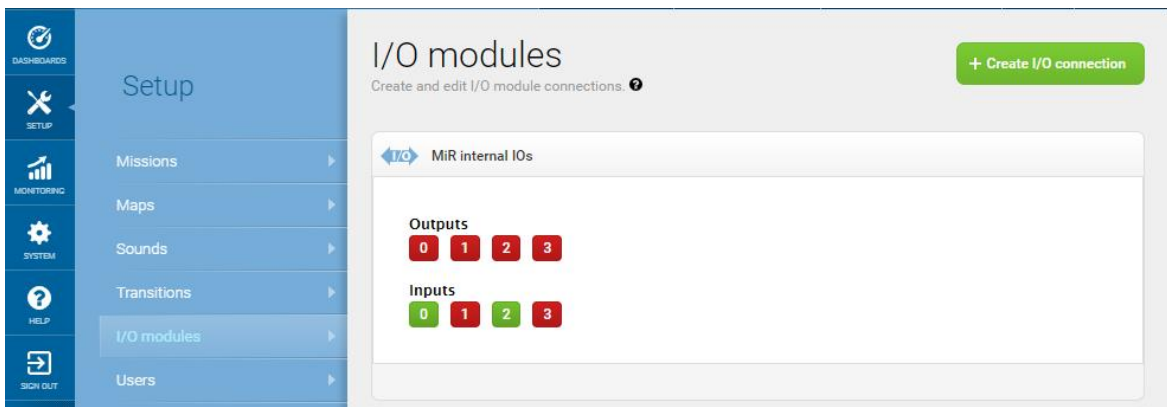 DASHBOARDS
SETUP
MONITORING
SYSTEM
HELP
SIGN OUT
Setup
Missions
Maps
Sounds
Transitions
I/O modules
Users
I/O modules
Create and edit I/O module connections. ?
+ Create I/O connection
I/O MiR internal IOs
Outputs
0 1 2 3
Inputs
0 1 2 3